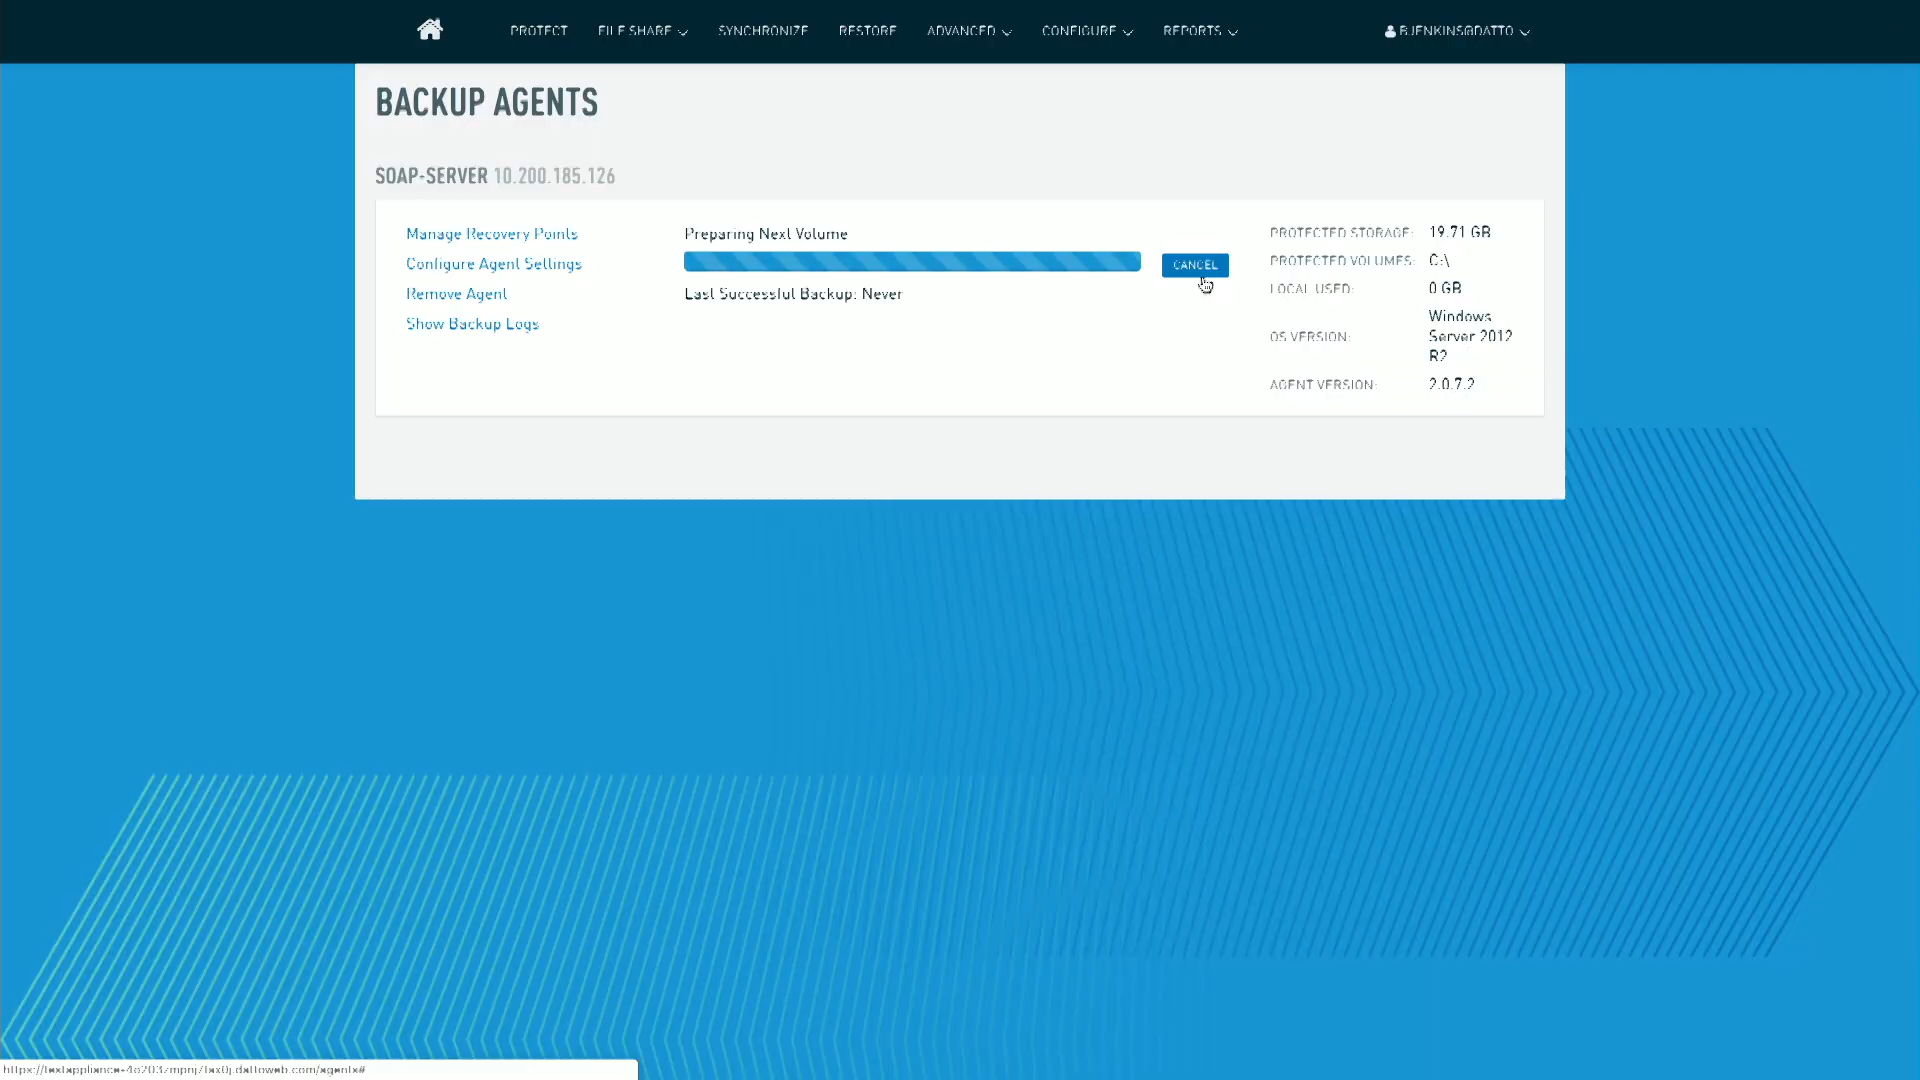 PROTECT FILE SHARE SYNCHRONIZE RESTORE ADVANCED CONFIGURE REPORTS BJENKINS@DATTO
BACKUP AGENTS
SOAP-SERVER 10.200.185.126
Manage Recovery Points
Configure Agent Settings
Remove Agent
Show Backup Logs
Preparing Next Volume
CANCEL
Last Successful Backup: Never
PROTECTED STORAGE: 19.71 GB
PROTECTED VOLUMES: C:\
LOCAL USED: 0 GB
OS VERSION: Windows
Server 2012
R2
AGENT VERSION: 2.0.7.2